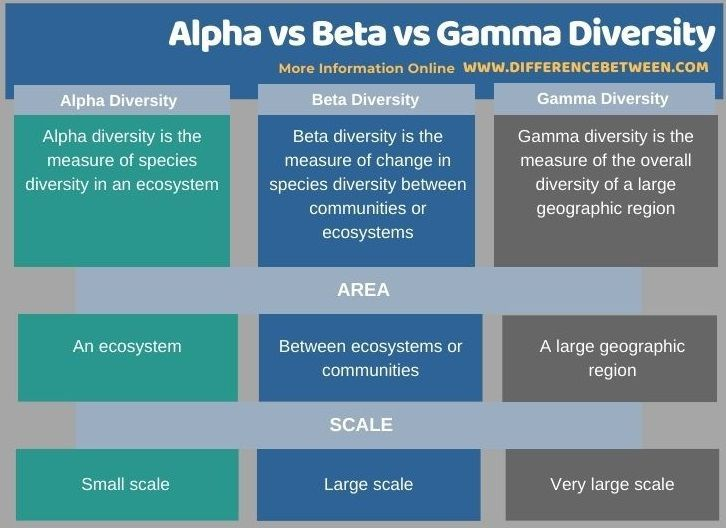 Alpha vs Beta vs Gamma Diversity
More Information Online WWW.DIFFERENCEBETWEEN.COM
Alpha Diversity
Beta Diversity
Gamma Diversity
Alpha diversity is the
measure of species
diversity in an ecosystem
Beta diversity is the
measure of change in
species diversity between
communities or
ecosystems
Gamma diversity is the
measure of the overall
diversity of a large
geographic region
AREA
An ecosystem
Between ecosystems or
communities
A large geographic
region
SCALE
Small scale
Large scale
Very large scale